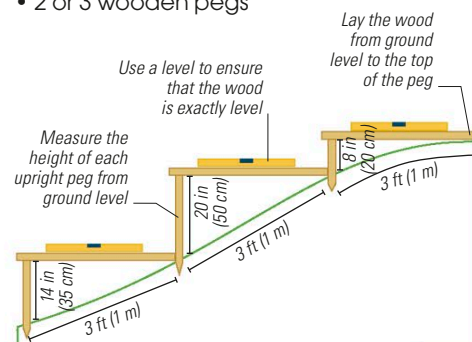 • 2 or 3 wooden pegs
Lay the wood
from ground
level to the top
of the peg
Use a level to ensure
that the wood
is exactly level
Measure the
height of each
upright peg from
ground level
8 in
(20 cm)
3 ft (1 m)
20 in
(50 cm)
3 ft (1 m)
14 in
(35 cm)
3 ft (1 m)